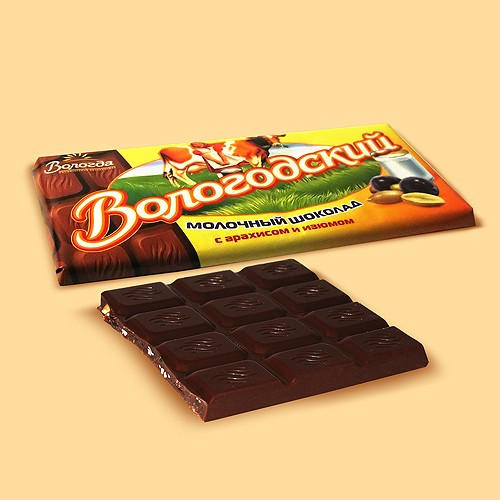 Вологда
Вологодский
МОЛОЧНЫЙ ШОКОЛАД
с арахисом и изюмом